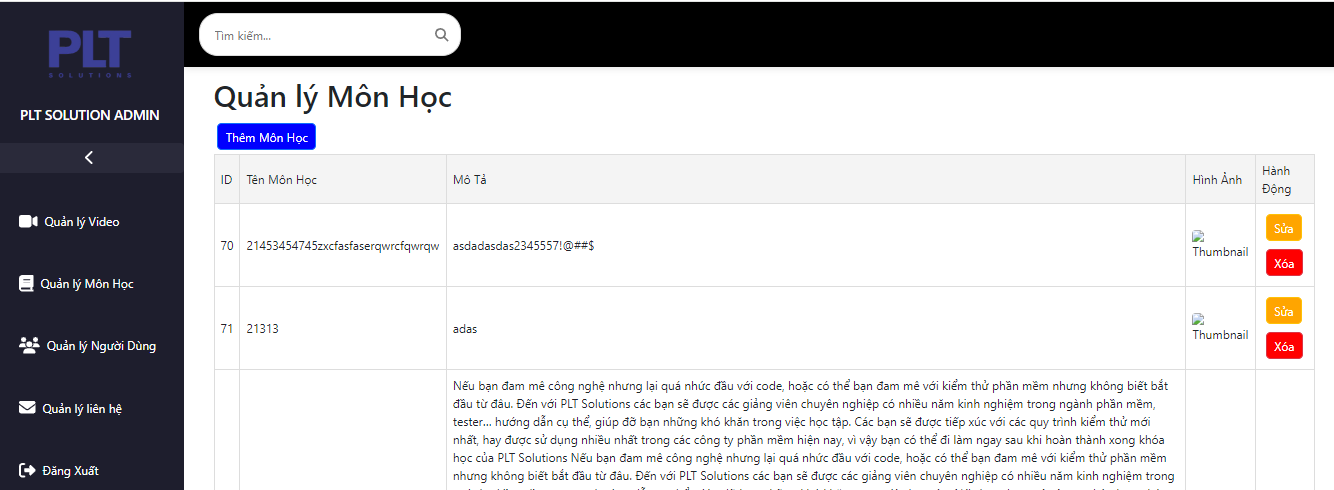 PLT
SOLUTIONS
PLT SOLUTION ADMIN
Quản lý Video
Quản lý Môn Học
Quản lý Người Dùng
Quản lý liên hệ
Đăng Xuất
Tìm kiếm...
Quản lý Môn Học
Thêm Môn Học
ID Tên Môn Học Mô Tả Hình Ảnh Hành
Động
70 21453454745zxcfasfaserqwrcfqwrqw asdadasdas2345557!@##$ Thumbnail Sửa
Xóa
71 21313 adas Thumbnail Sửa
Xóa
Nếu bạn đam mê công nghệ nhưng lại quá nhức đầu với code, hoặc có thể bạn đam mê với kiểm thử phần mềm nhưng không biết bắt
đầu từ đâu. Đến với PLT Solutions các bạn sẽ được các giảng viên chuyên nghiệp có nhiều năm kinh nghiệm trong ngành phần mềm,
tester... hướng dẫn cụ thể, giúp đỡ bạn những khó khăn trong việc học tập. Các bạn sẽ được tiếp xúc với các quy trình kiểm thử mới
nhất, hay được sử dụng nhiều nhất trong các công ty phần mềm hiện nay, vì vậy bạn có thể đi làm ngay sau khi hoàn thành xong khóa
học của PLT Solutions Nếu bạn đam mê công nghệ nhưng lại quá nhức đầu với code, hoặc có thể bạn đam mê với kiểm thử phần mềm
nhưng không biết bắt đầu từ đâu. Đến với PLT Solutions các bạn sẽ được các giảng viên chuyên nghiệp có nhiều năm kinh nghiệm trong